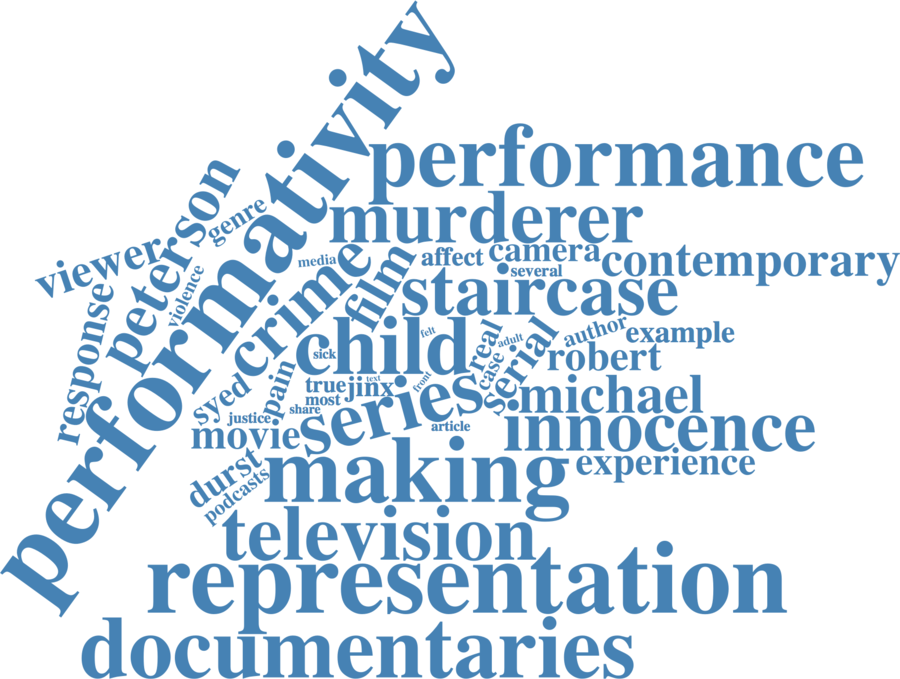 performativity
performance
murderer
peterson
genre
viewer
response
violence
media
crime
film
affect
camera
several
contemporary
staircase
child
felt
sick
real
adult
case
serial
author
example
robert
syed
pain
true
jinx
text
most
front
share
justice
series
article
michael
innocence
movie
durst
podcasts
making
experience
television
representation
documentaries